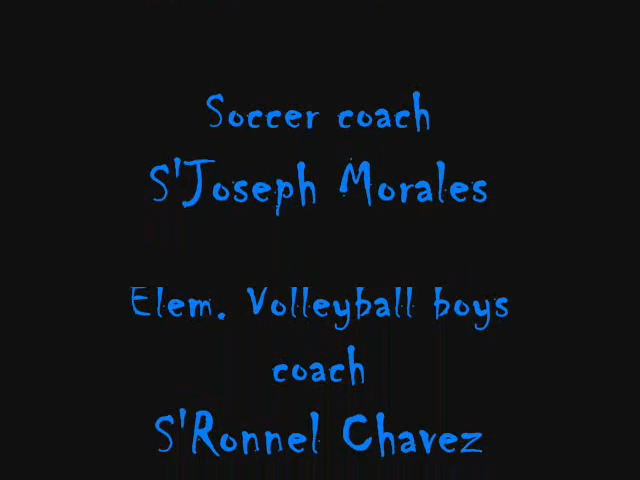 Soccer coach
S'Joseph Morales
Elem. Volleyball boys
coach
S'Ronnel Chavez